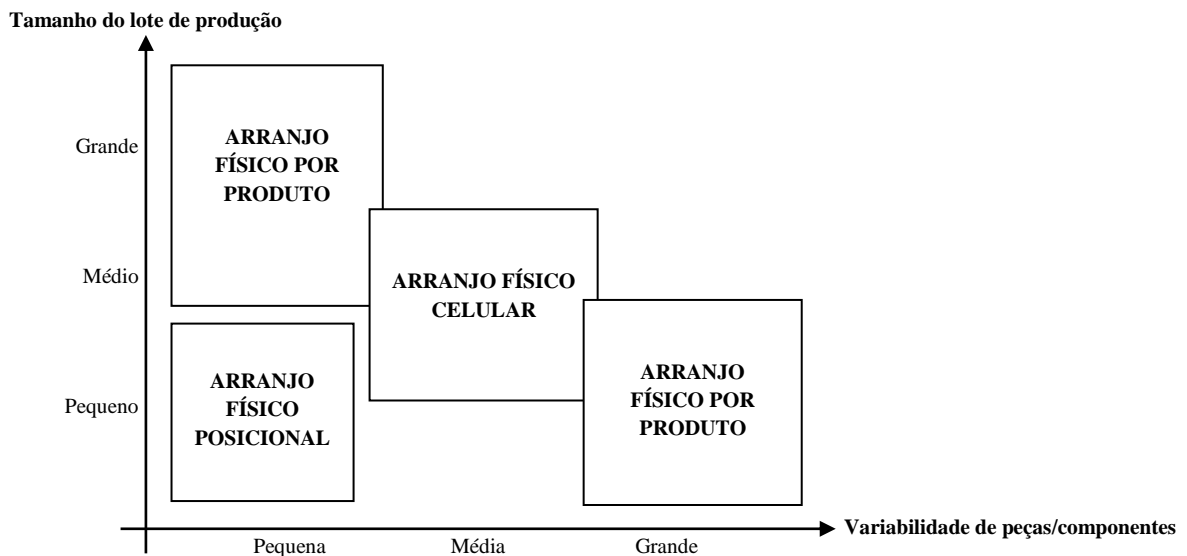 Tamanho do lote de produção
Grande
ARRANJO
FÍSICO POR
PRODUTO
Médio
ARRANJO FÍSICO
CELULAR
Pequeno
ARRANJO
FÍSICO
POSICIONAL
ARRANJO
FÍSICO POR
PRODUTO
Variabilidade de peças/componentes
Pequena
Média
Grande